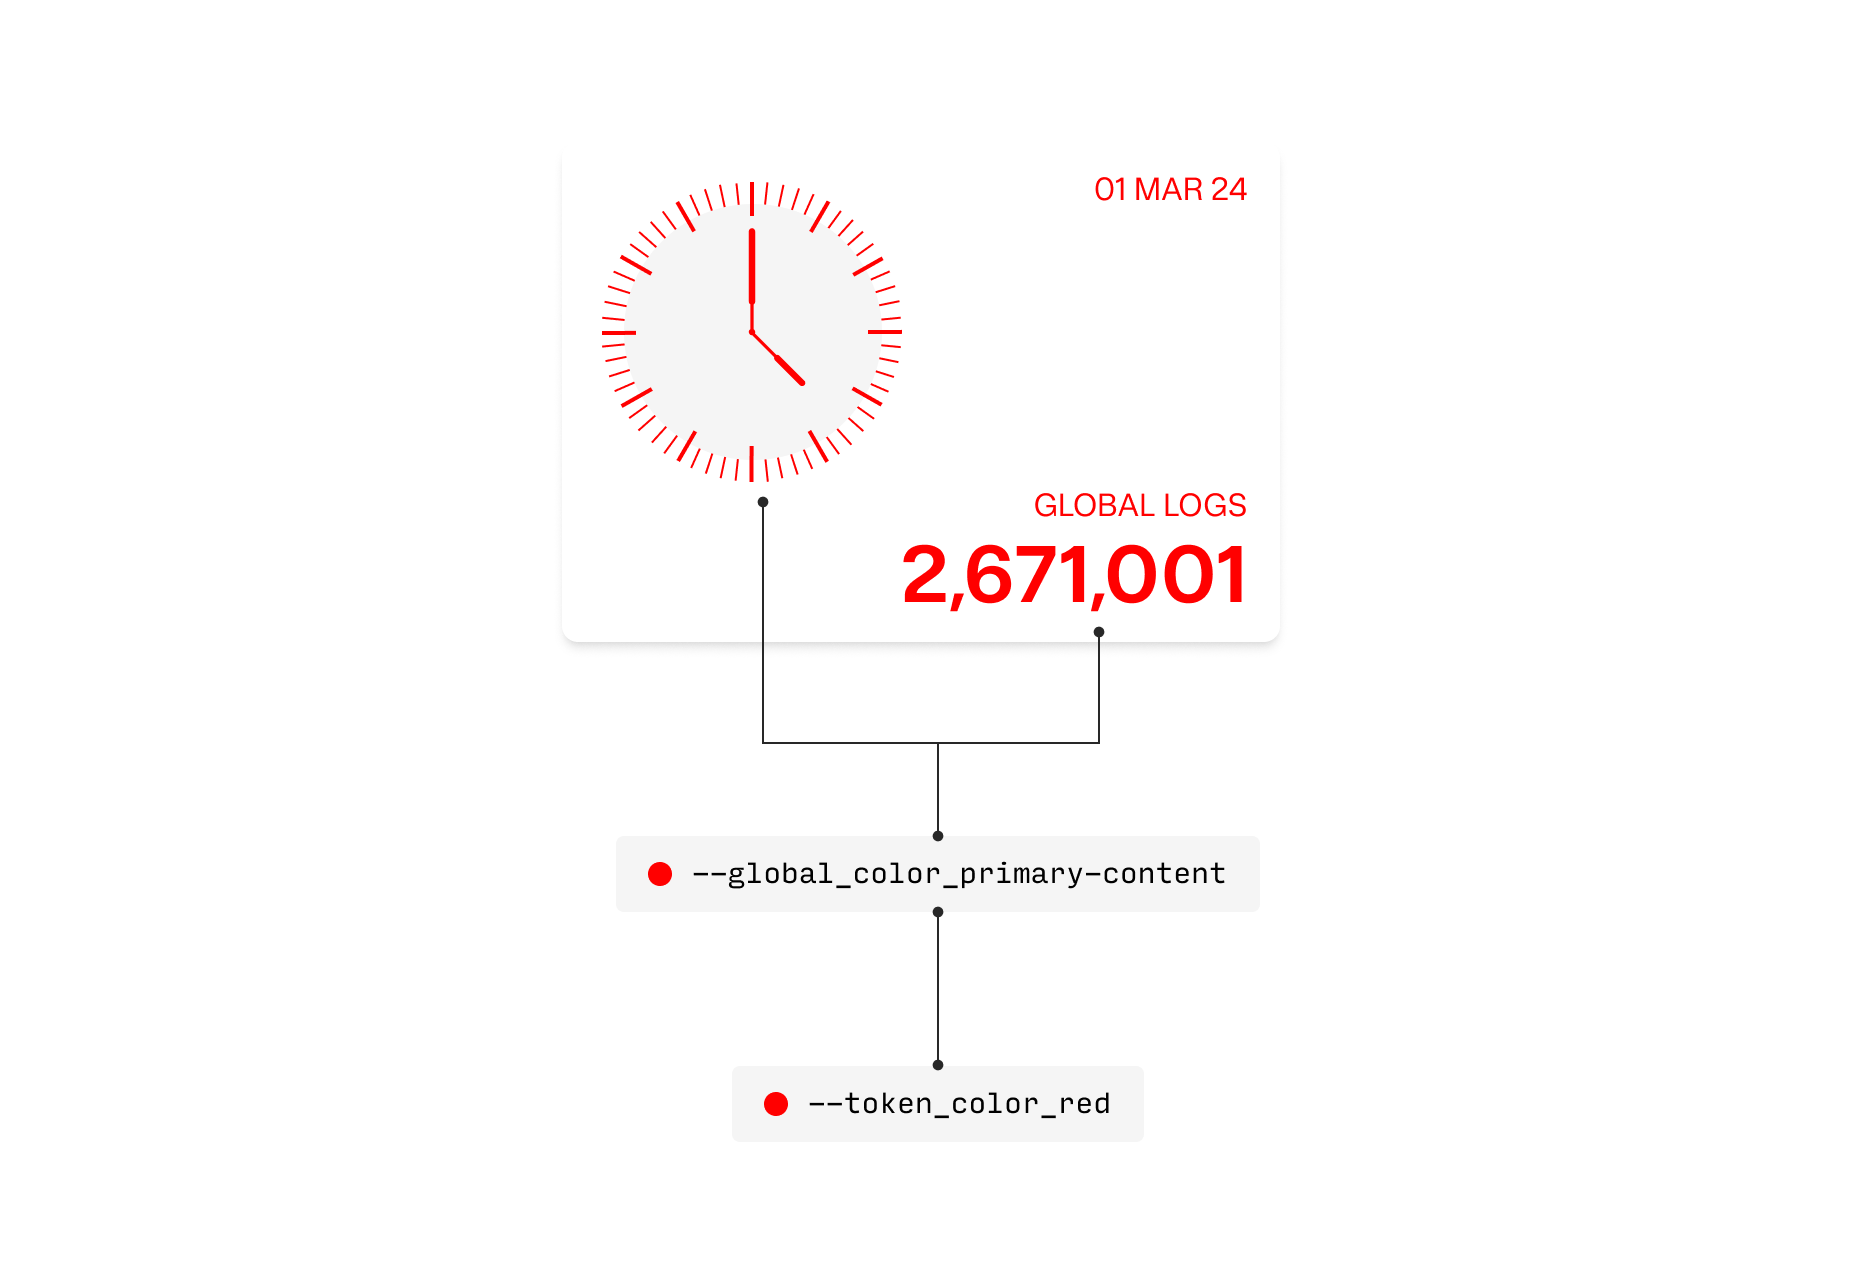 01 MAR 24
GLOBAL LOGS
2,671,001
--global_color_primary-content
--token_color_red